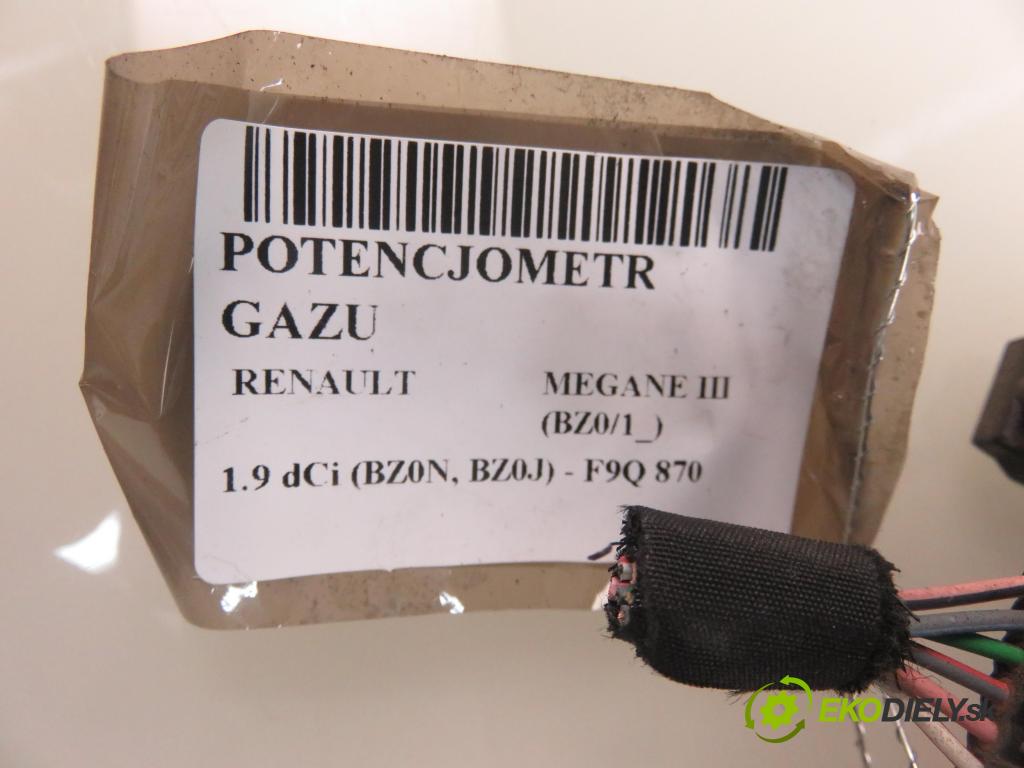 POTENCJOMETR
GAZU
RENAULT MEGANE III
(BZ0/1_)
1.9 dCi (BZ0N, BZ0J) - F9Q 870
EKODIELY.sk